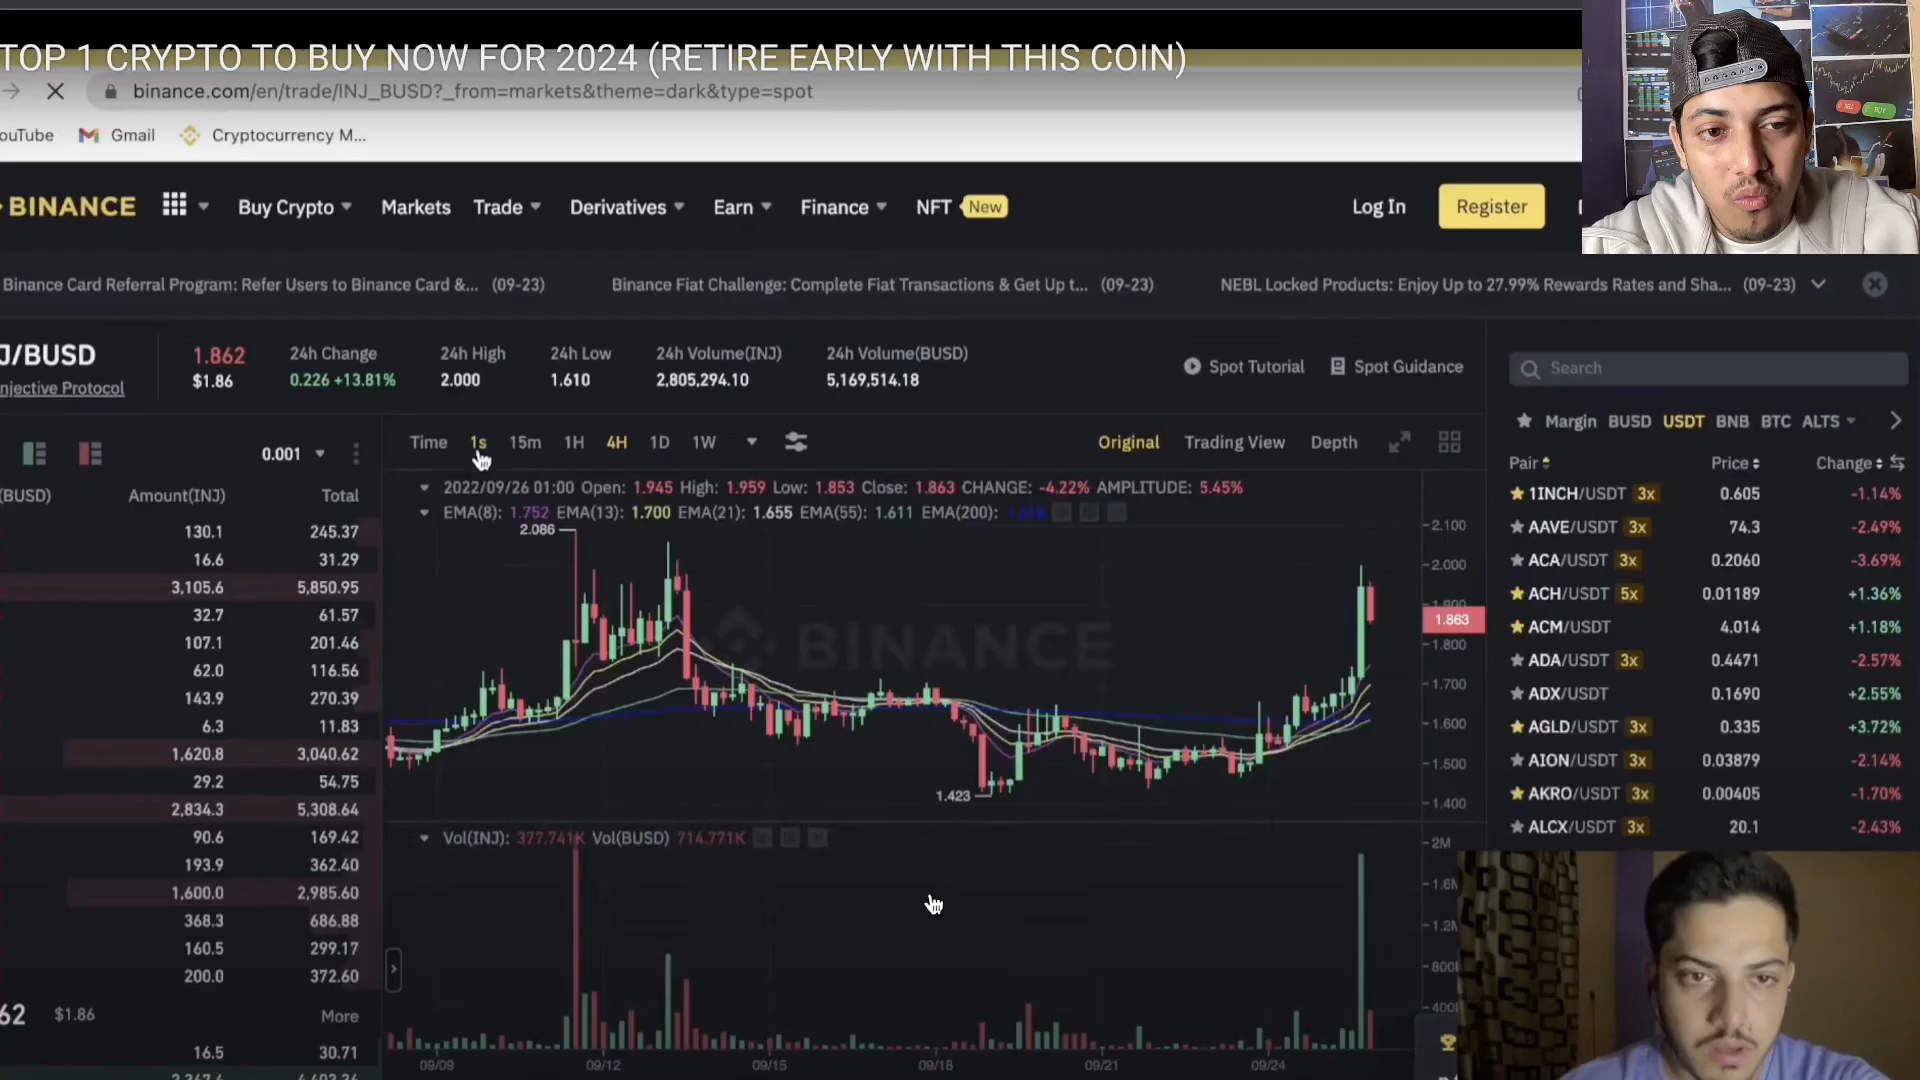 TOP 1 CRYPTO TO BUY NOW FOR 2024 (RETIRE EARLY WITH THIS COIN)
binance.com/en/trade/INJ_BUSD?_from=markets&theme=dark&type=spot
ouTube Gmail Cryptocurrency M...
BINANCE Buy Crypto Markets Trade Derivatives Earn Finance NFT New Log In Register
Binance Card Referral Program: Refer Users to Binance Card &... (09-23) Binance Fiat Challenge: Complete Fiat Transactions & Get Up t... (09-23) NEBL Locked Products: Enjoy Up to 27.99% Rewards Rates and Sha... (09-23)
J/BUSD 1.862 24h Change 24h High 24h Low 24h Volume(INJ) 24h Volume(BUSD)
njective Protocol $1.86 0.226 +13.81% 2.000 1.610 2,805,294.10 5,169,514.18
Spot Tutorial Spot Guidance
Search
Margin BUSD USDT BNB BTC ALTS
Pair Price Change
1INCH/USDT 3x 0.605 -1.14%
AAVE/USDT 3x 74.3 -2.49%
ACA/USDT 3x 0.2060 -3.69%
ACH/USDT 5x 0.01189 +1.36%
ACM/USDT 4.014 +1.18%
ADA/USDT 3x 0.4471 -2.57%
ADX/USDT 0.1690 +2.55%
AGLD/USDT 3x 0.335 +3.72%
AION/USDT 3x 0.03879 -2.14%
AKRO/USDT 3x 0.00405 -1.70%
ALCX/USDT 3x 20.1 -2.43%
0.001
(BUSD) Amount(INJ) Total
130.1 245.37
16.6 31.29
3,105.6 5,850.95
32.7 61.57
107.1 201.46
62.0 116.56
143.9 270.39
6.3 11.83
1,620.8 3,040.62
29.2 54.75
2,834.3 5,308.64
90.6 169.42
193.9 362.40
1,600.0 2,985.60
368.3 686.88
160.5 299.17
200.0 372.60
62 $1.86 More
16.5 30.71
Time 1s 15m 1H 4H 1D 1W Original Trading View Depth
2022/09/26 01:00 Open: 1.945 High: 1.959 Low: 1.853 Close: 1.863 CHANGE: -4.22% AMPLITUDE: 5.45%
EMA(8): 1.752 EMA(13): 1.700 EMA(21): 1.655 EMA(55): 1.611 EMA(200):
2.086
2.100
2.000
1.863
1.800
1.700
1.600
1.500
1.400
1.423
BINANCE
Vol(INJ): 377.741K Vol(BUSD) 714.771K
2M
09/09 09/12 09/15 09/18 09/21 09/24